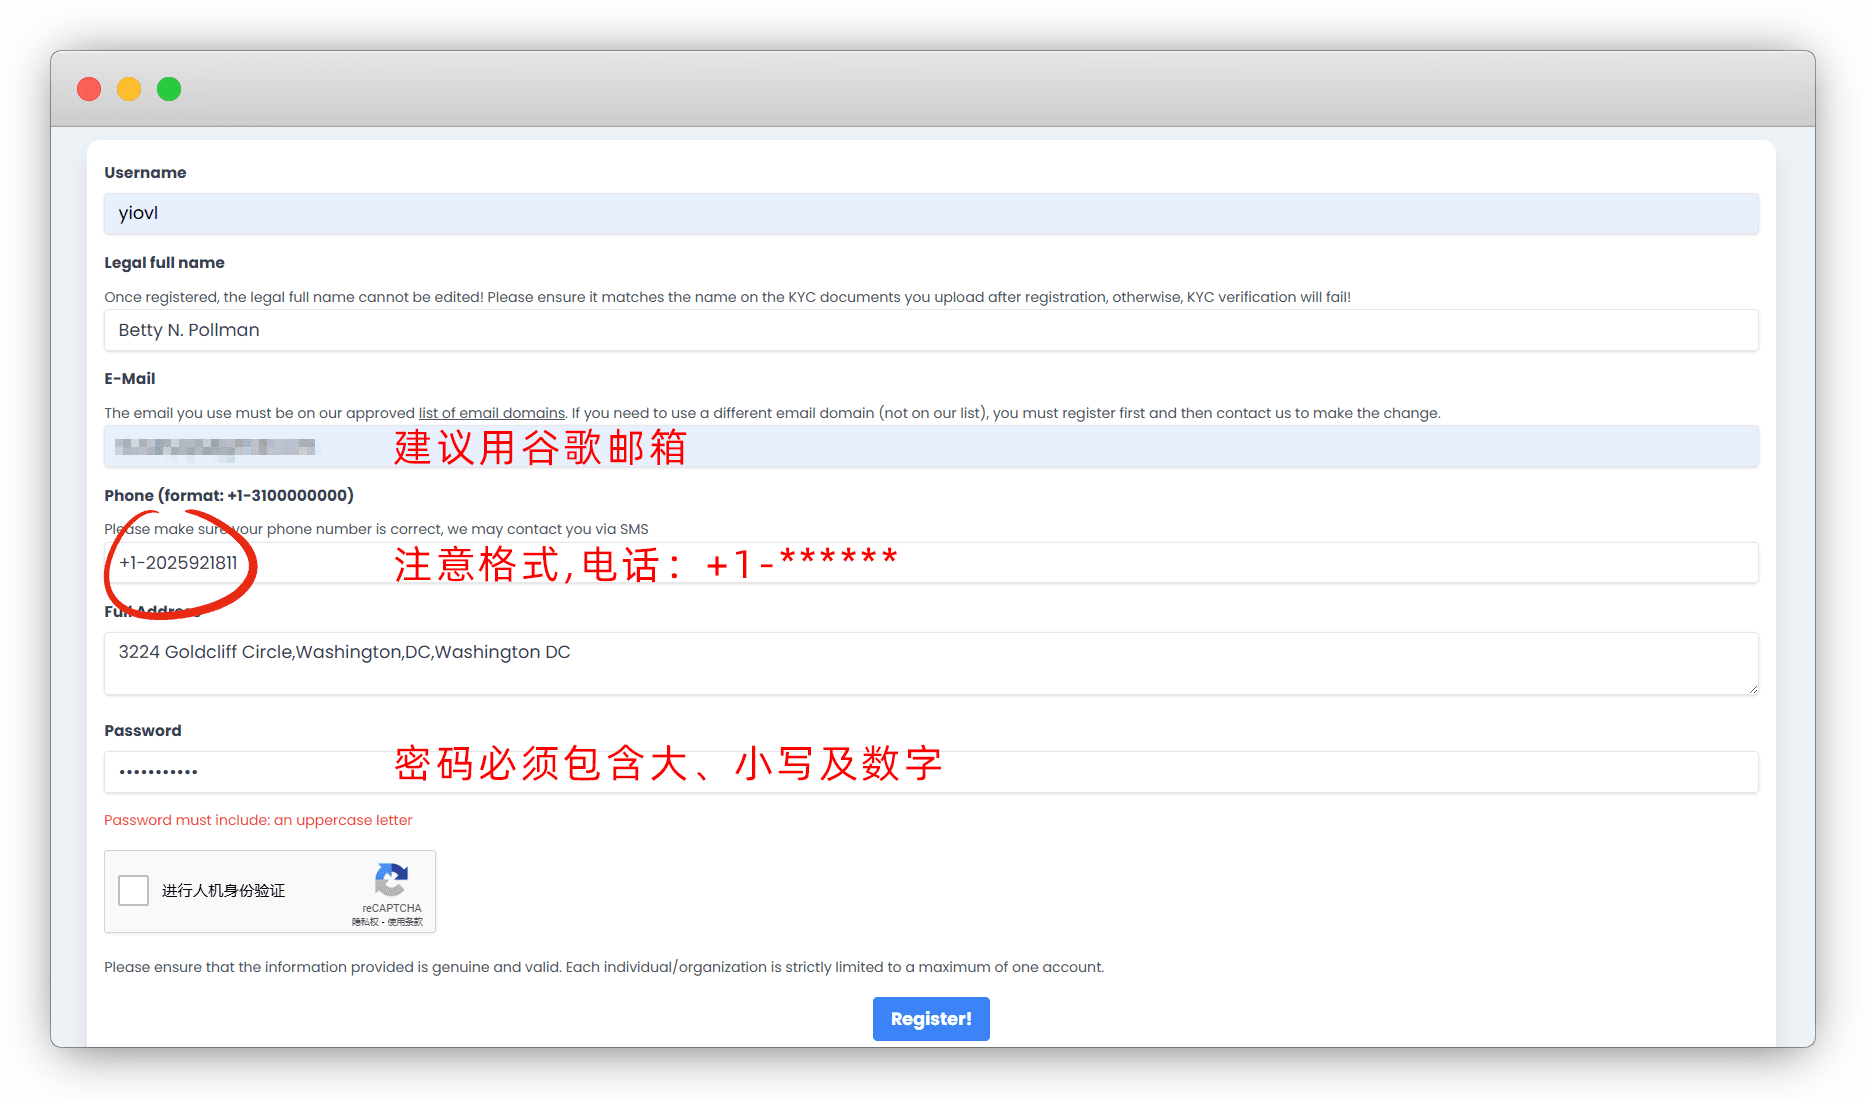 Username
yiovl
Legal full name
Once registered, the legal full name cannot be edited! Please ensure it matches the name on the KYC documents you upload after registration, otherwise, KYC verification will fail!
Betty N. Pollman
E-Mail
The email you use must be on our approved list of email domains. If you need to use a different email domain (not on our list), you must register first and then contact us to make the change.
建议用谷歌邮箱
Phone (format: +1-3100000000)
Please make sure your phone number is correct, we may contact you via SMS
+1-2025921811
注意格式,电话：+1-******
Full Address
3224 Goldcliff Circle,Washington,DC,Washington DC
Password
•••••••••••
密码必须包含大、小写及数字
Password must include: an uppercase letter
进行人机身份验证
reCAPTCHA
隐私权 - 使用条款
Please ensure that the information provided is genuine and valid. Each individual/organization is strictly limited to a maximum of one account.
Register!